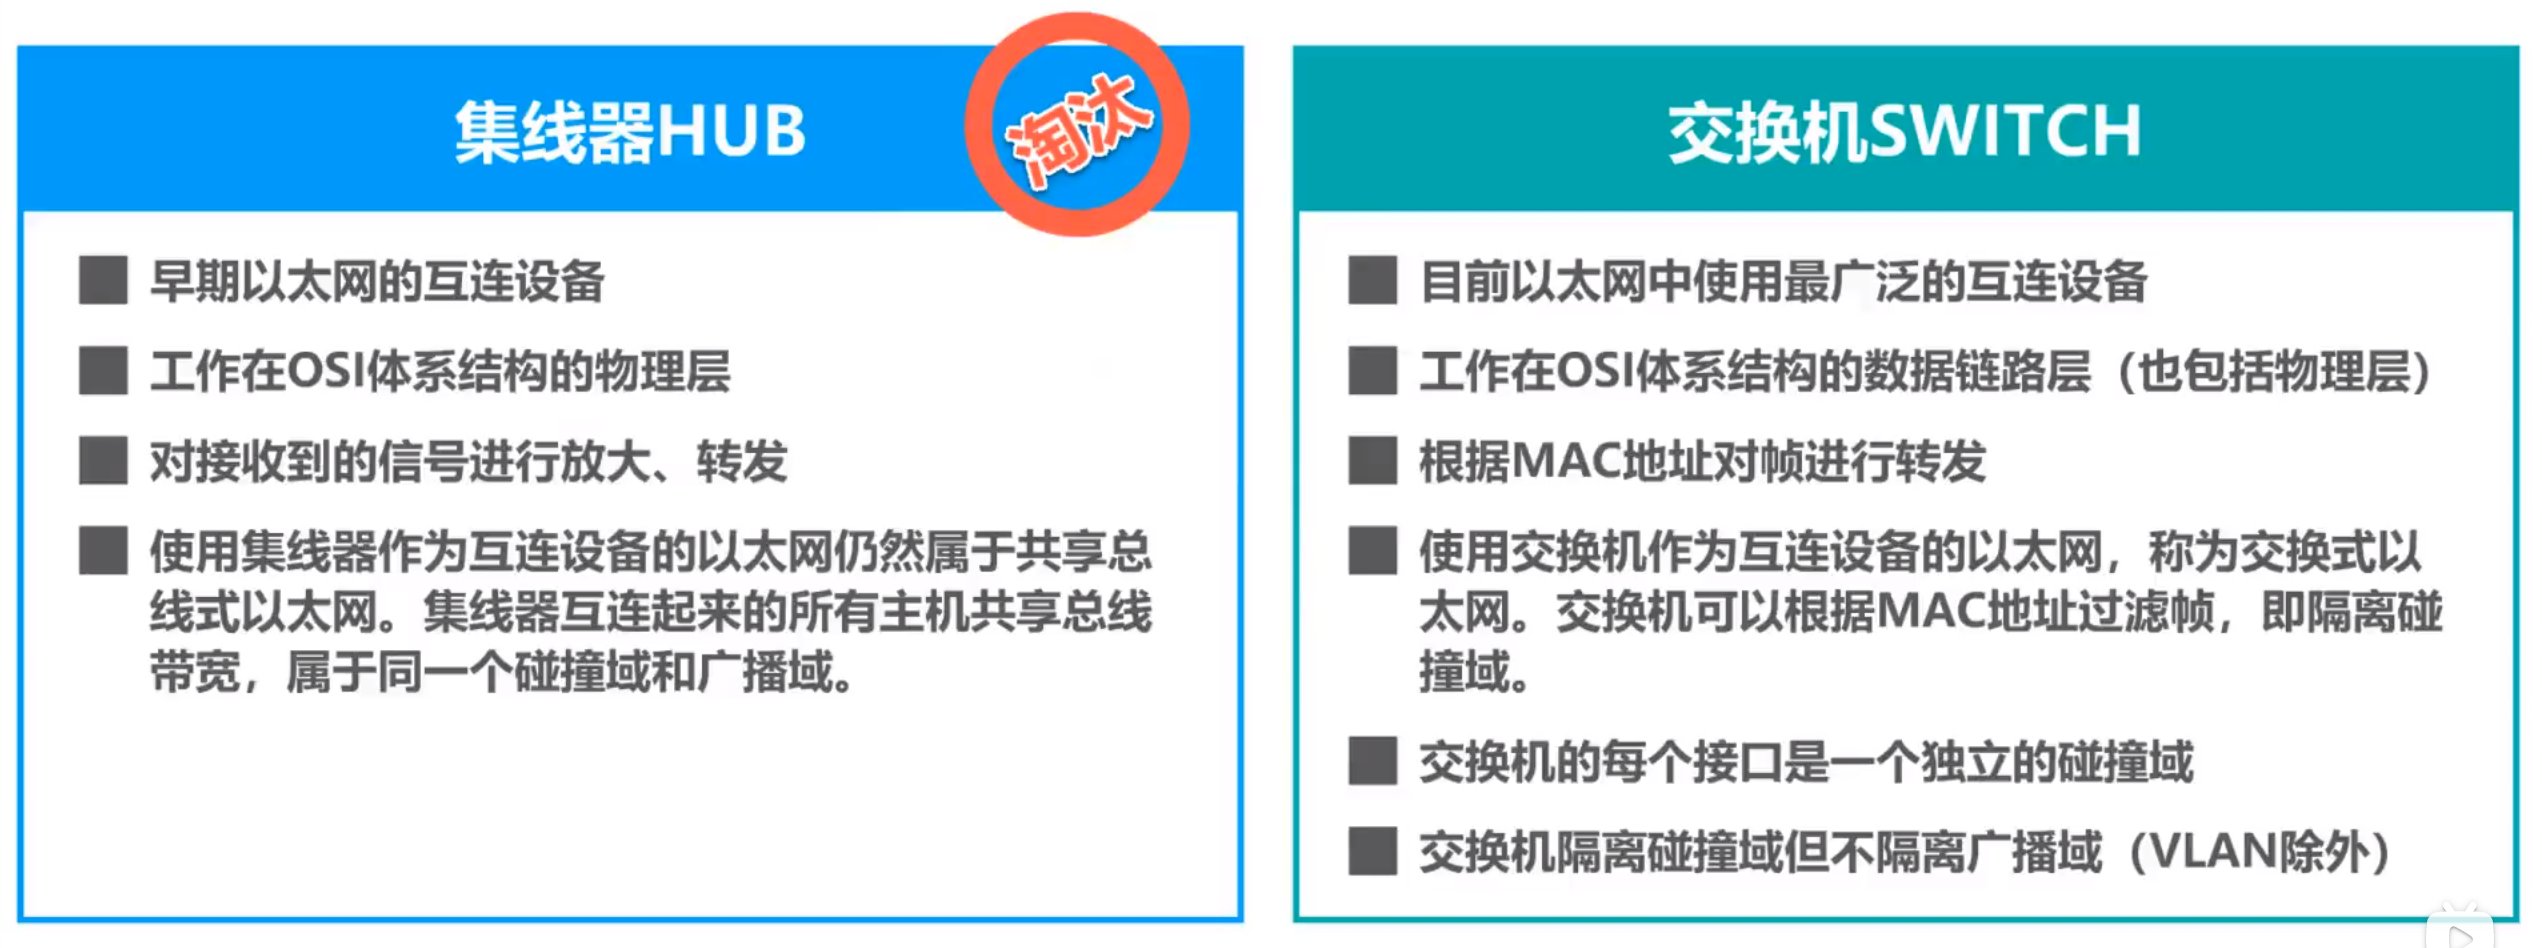 集线器HUB
淘汰
早期以太网的互连设备
工作在OSI体系结构的物理层
对接收到的信号进行放大、转发
使用集线器作为互连设备的以太网仍然属于共享总
线式以太网。集线器互连起来的所有主机共享总线
带宽，属于同一个碰撞域和广播域。
交换机SWITCH
目前以太网中使用最广泛的互连设备
工作在OSI体系结构的数据链路层（也包括物理层）
根据MAC地址对帧进行转发
使用交换机作为互连设备的以太网，称为交换式以
太网。交换机可以根据MAC地址过滤帧，即隔离碰
撞域。
交换机的每个接口是一个独立的碰撞域
交换机隔离碰撞域但不隔离广播域（VLAN除外）